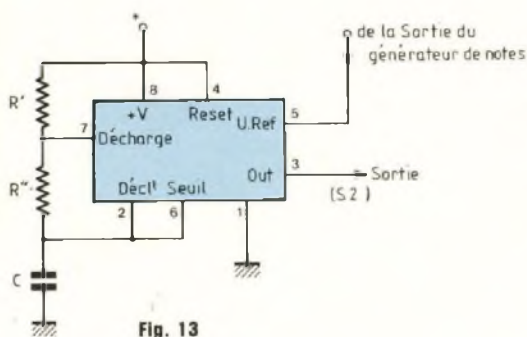 +
de la Sortie du
générateur de notes
R'
8
4
+V
Reset
U.Ref
5
7
Décharge
R''
Out
3
Sortie
(S2)
Décl^t Seuil
2
6
1
C
Fig. 13